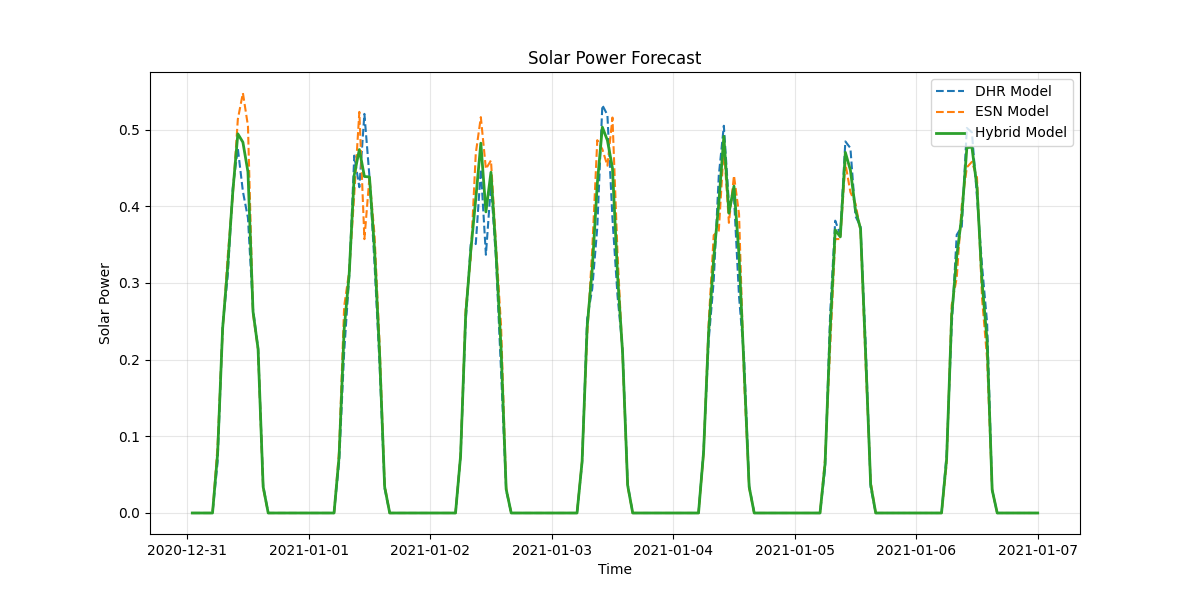 Solar Power Forecast
DHR Model
ESN Model
Hybrid Model
Solar Power
0.5
0.4
0.3
0.2
0.1
0.0
2020-12-31
2021-01-01
2021-01-02
2021-01-03
2021-01-04
2021-01-05
2021-01-06
2021-01-07
Time